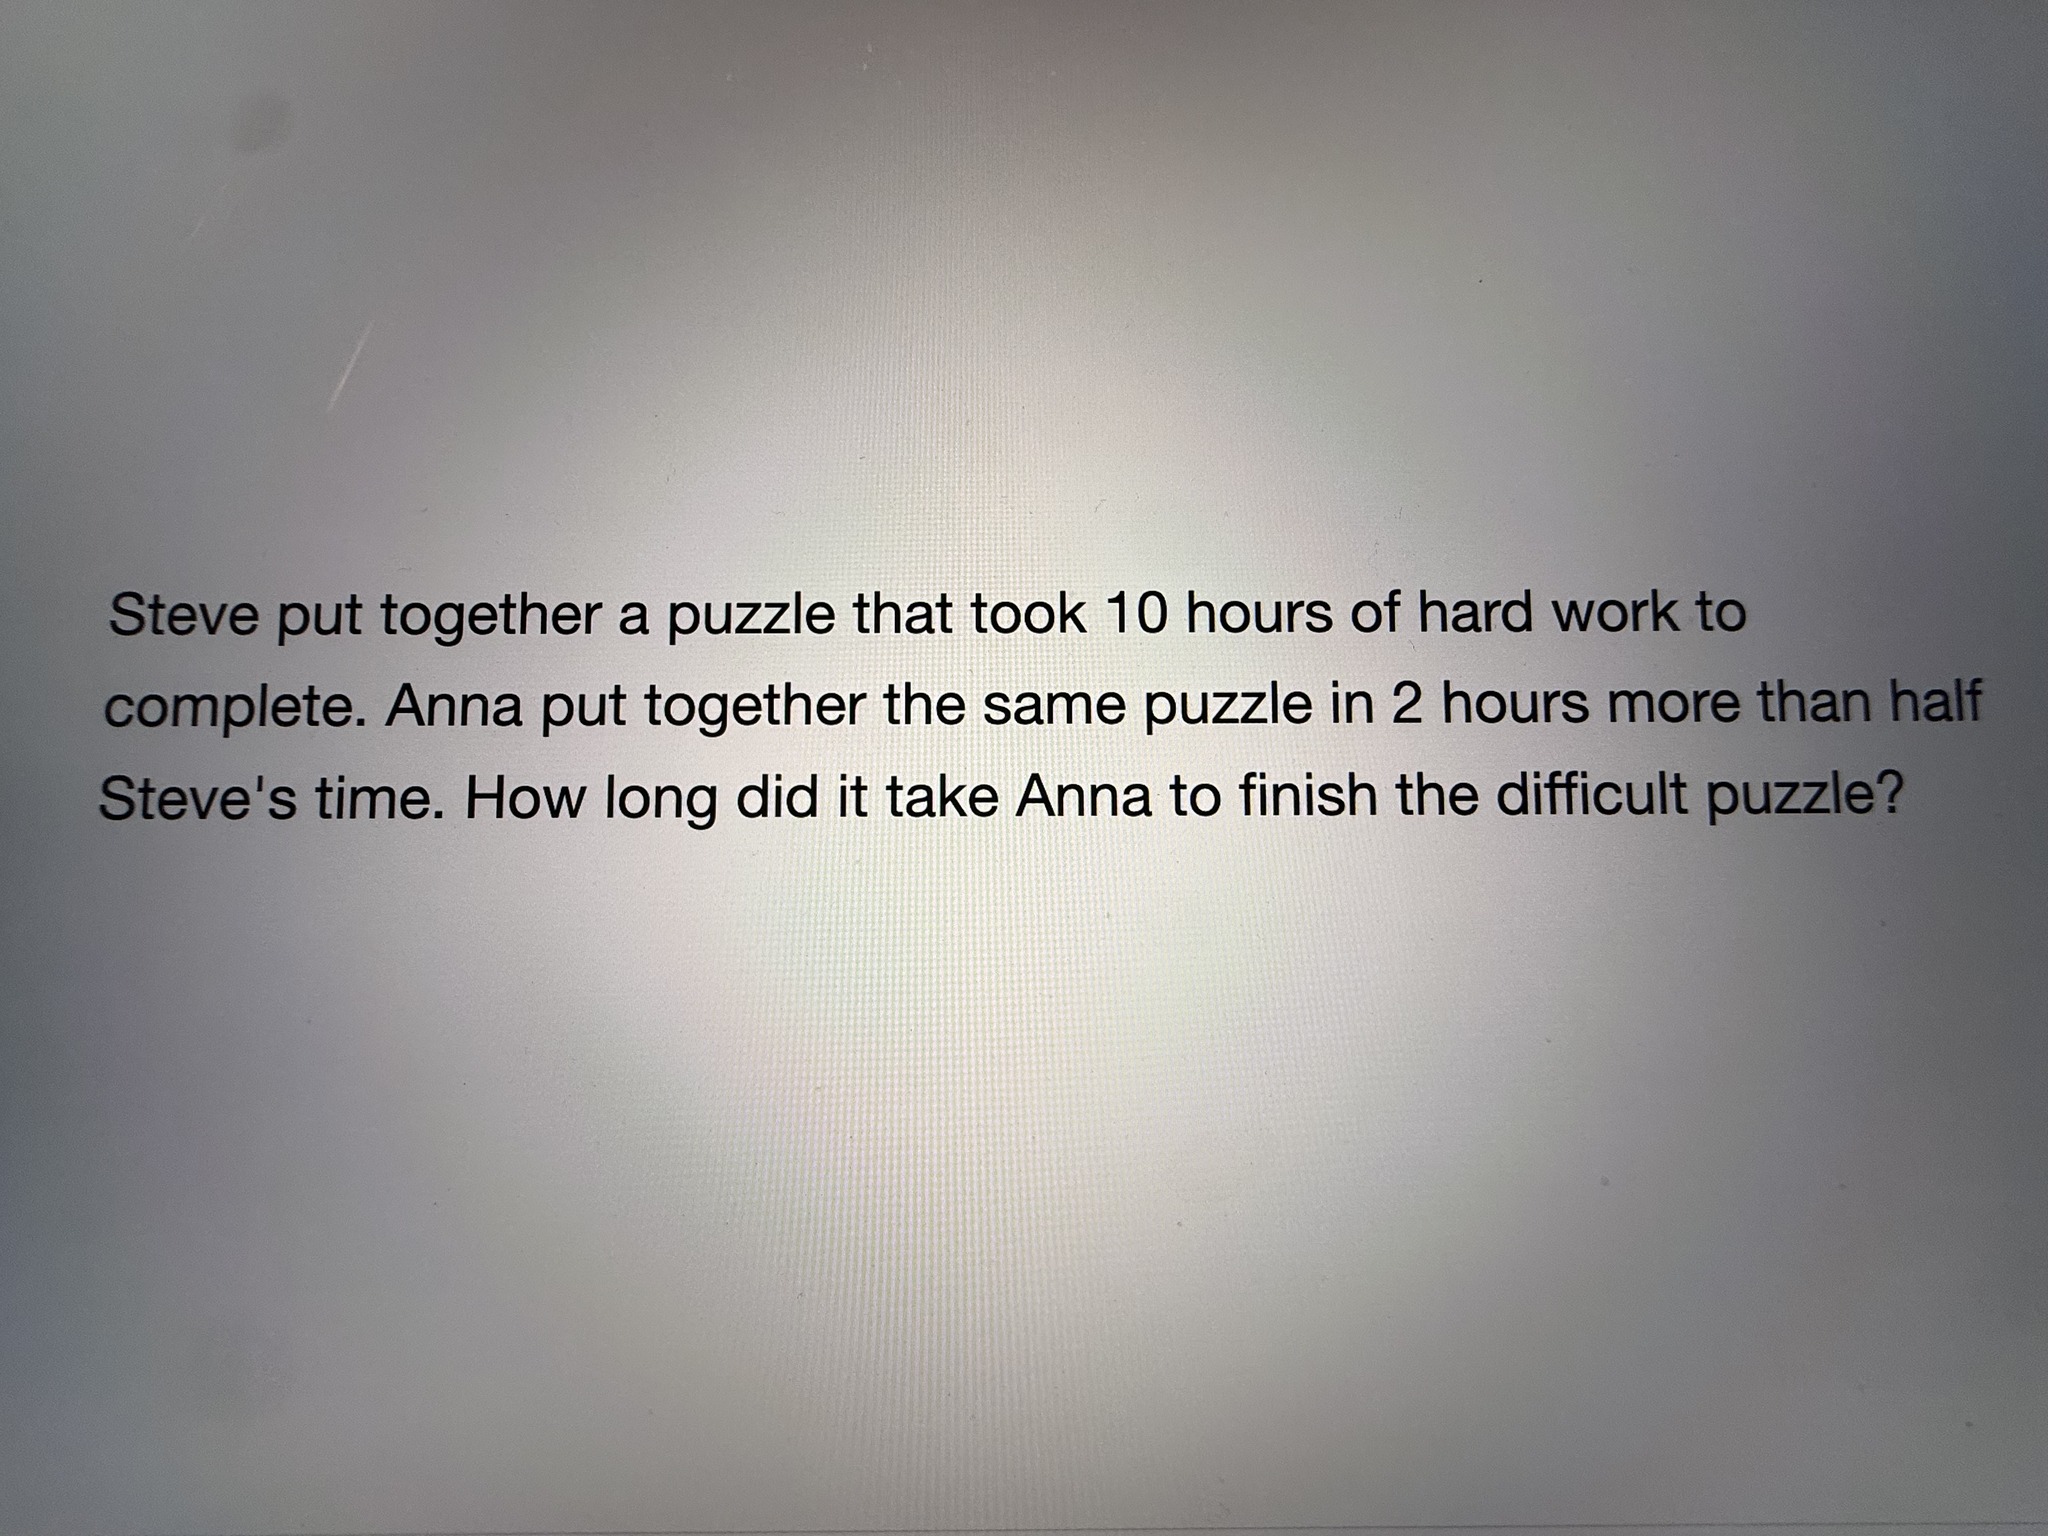 Steve put together a puzzle that took 10 hours of hard work to
complete. Anna put together the same puzzle in 2 hours more than half
Steve's time. How long did it take Anna to finish the difficult puzzle?